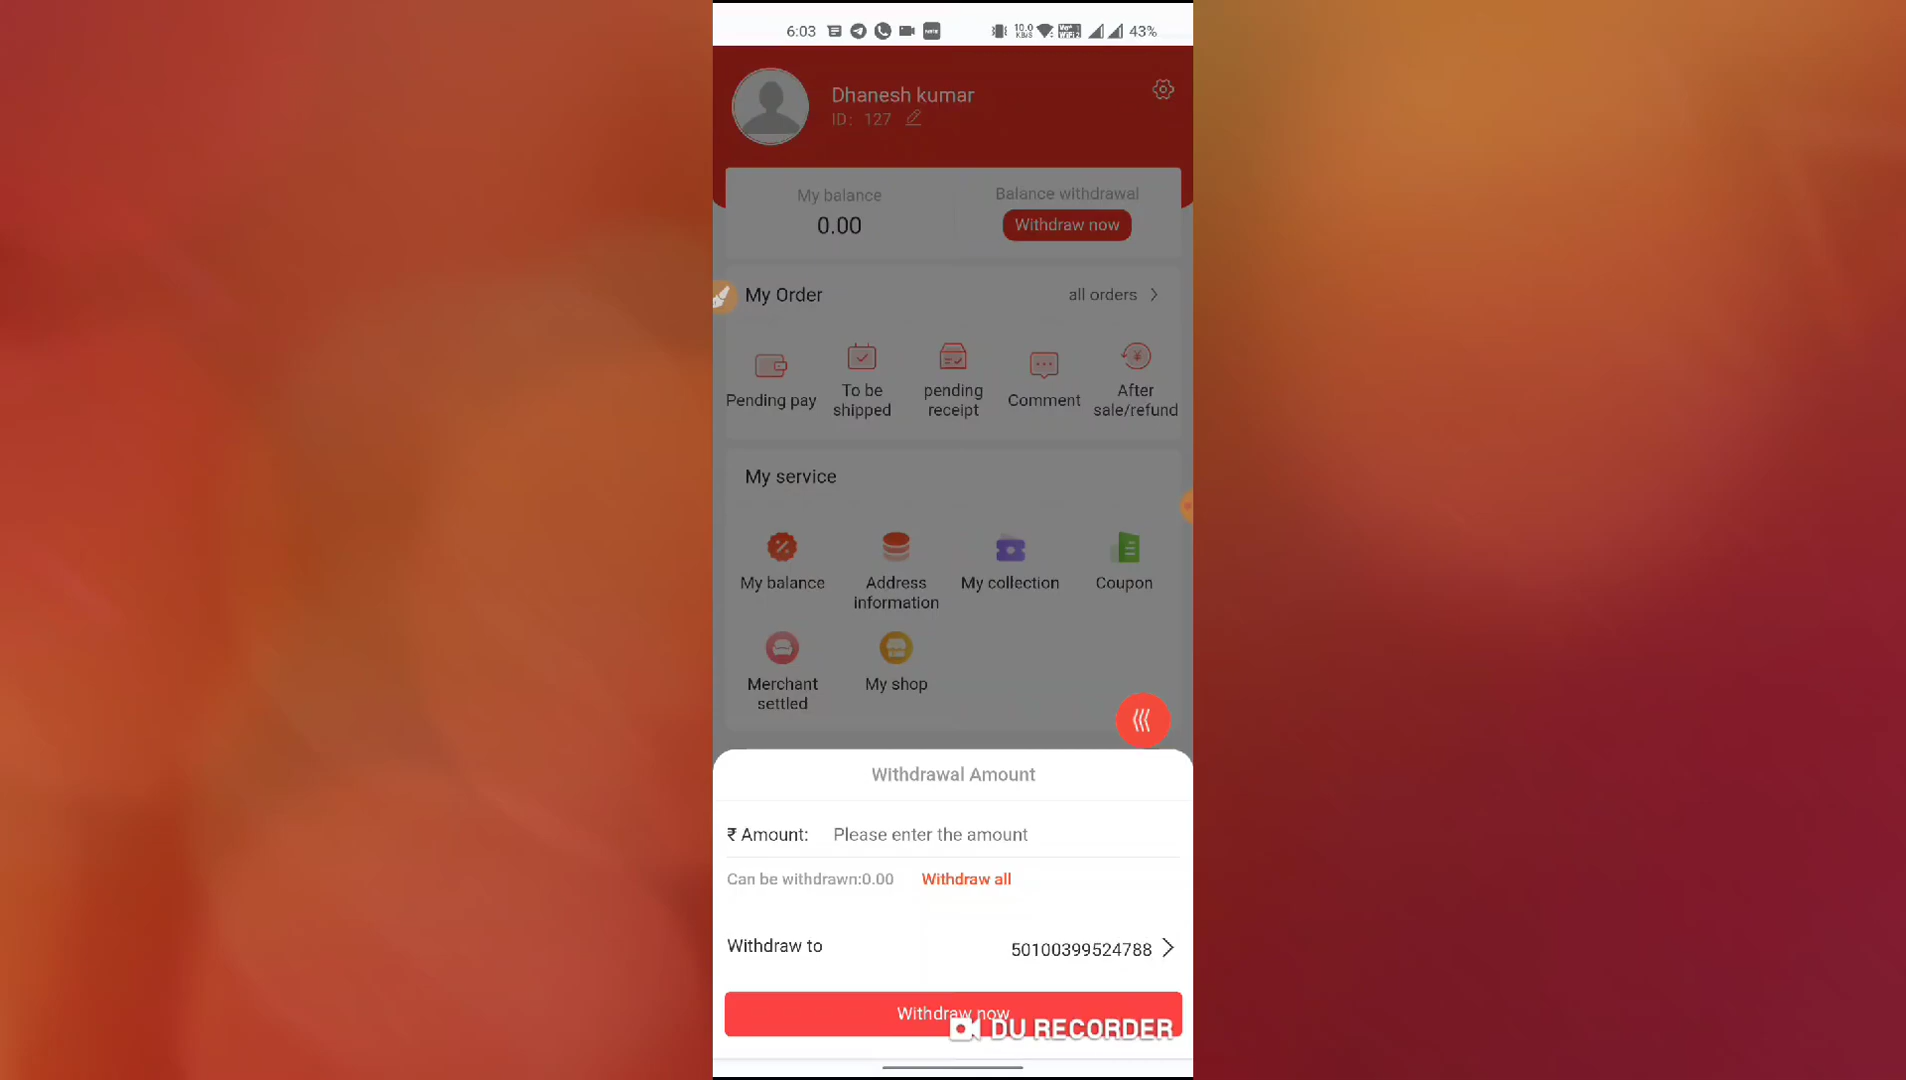 6:03 10.0 KB/S 43%
Dhanesh kumar
ID: 127
My balance
Balance withdrawal
0.00
Withdraw now
My Order
all orders
Pending pay
To be shipped
pending receipt
Comment
After sale/refund
My service
My balance
Address information
My collection
Coupon
Merchant settled
My shop
Withdrawal Amount
₹ Amount: Please enter the amount
Can be withdrawn:0.00 Withdraw all
Withdraw to 50100399524788
Withdraw now
DU RECORDER